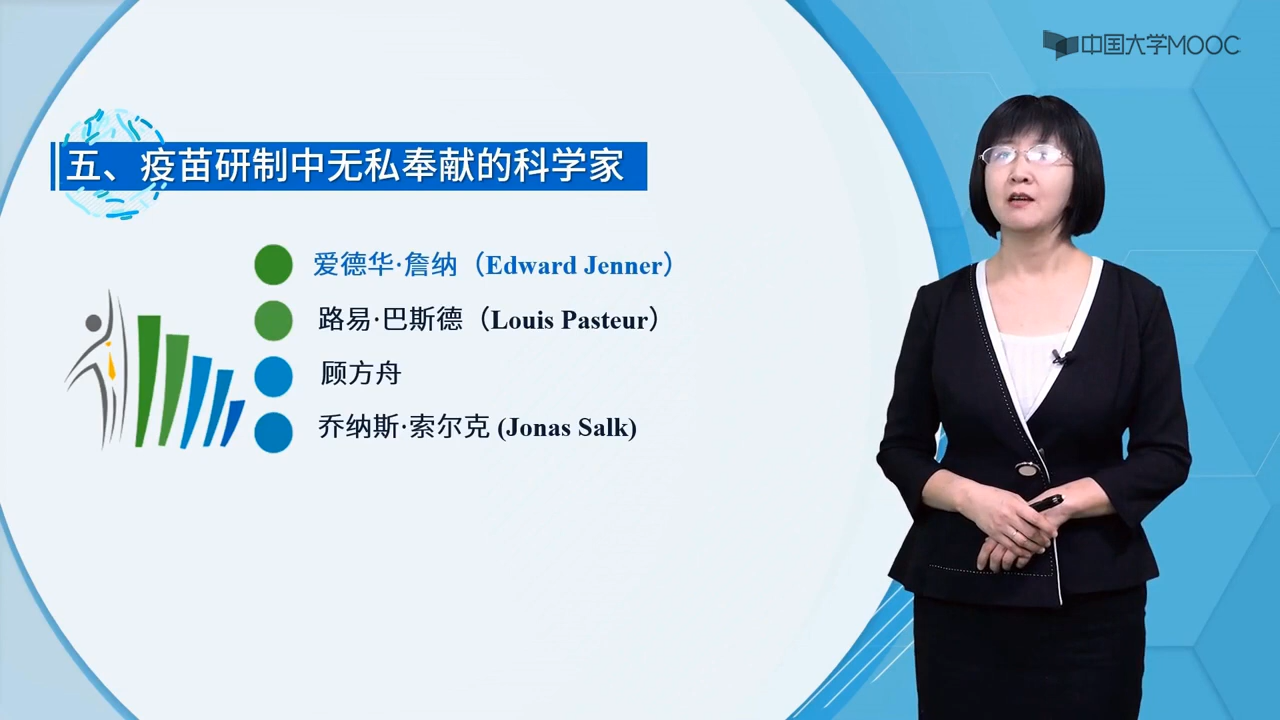 中国大学MOOC
五、疫苗研制中无私奉献的科学家
爱德华·詹纳（Edward Jenner）
路易·巴斯德（Louis Pasteur）
顾方舟
乔纳斯·索尔克 (Jonas Salk)